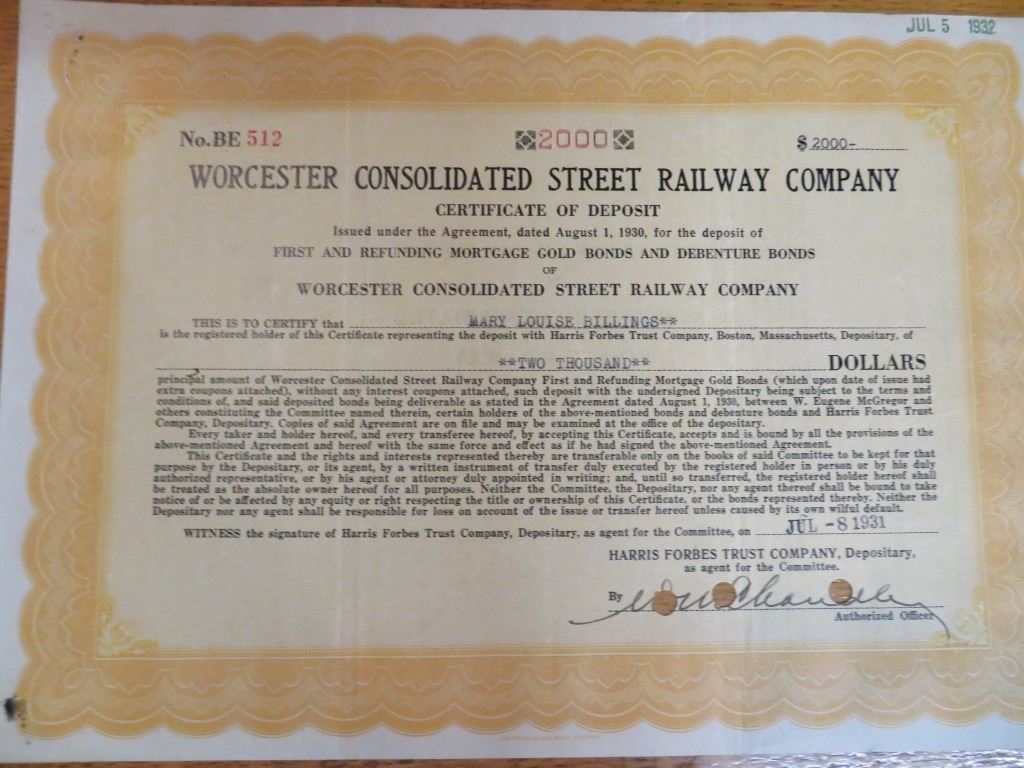 JUL 5 1932
No. BE 512 2000 $ 2000-
WORCESTER CONSOLIDATED STREET RAILWAY COMPANY
CERTIFICATE OF DEPOSIT
Issued under the Agreement, dated August 1, 1930, for the deposit of
FIRST AND REFUNDING MORTGAGE GOLD BONDS AND DEBENTURE BONDS
OF
WORCESTER CONSOLIDATED STREET RAILWAY COMPANY
THIS IS TO CERTIFY that MARY LOUISE BILLINGS**
is the registered holder of this Certificate representing the deposit with Harris Forbes Trust Company, Boston, Massachusetts, Depositary, of
**TWO THOUSAND** DOLLARS
principal amount of Worcester Consolidated Street Railway Company First and Refunding Mortgage Gold Bonds (which upon date of issue had
extra coupons attached), without any interest coupons attached, such deposit with the undersigned Depositary being subject to the terms and
conditions of, and said deposited bonds being deliverable as stated in the Agreement dated August 1, 1930, between W. Eugene McGregor and
others constituting the Committee named therein, certain holders of the above-mentioned bonds and debenture bonds and Harris Forbes Trust
Company, Depositary. Copies of said Agreement are on file and may be examined at the office of the depositary.
Every taker and holder hereof, and every transferee hereof, by accepting this Certificate, accepts and is bound by all the provisions of the
above-mentioned Agreement and hereof with the same force and effect as if he had signed the above-mentioned Agreement.
This Certificate and the rights and interests represented thereby are transferable only on the books of said Committee to be kept for that
purpose by the Depositary, or its agent, by a written instrument of transfer duly executed by the registered holder in person or by his duly
authorized representative, or by his agent or attorney duly appointed in writing; and, until so transferred, the registered holder hereof shall
be treated as the absolute owner hereof for all purposes. Neither the Committee, the Depositary, nor any agent thereof shall be bound to take
notice of or be affected by any equity or right respecting the title or ownership of this Certificate, or the bonds represented thereby. Neither the
Depositary nor any agent shall be responsible for loss on account of the issue or transfer hereof unless caused by its own wilful default.
WITNESS the signature of Harris Forbes Trust Company, Depositary, as agent for the Committee, on JUL -8 1931
HARRIS FORBES TRUST COMPANY, Depositary,
as agent for the Committee.
By
Authorized Officer